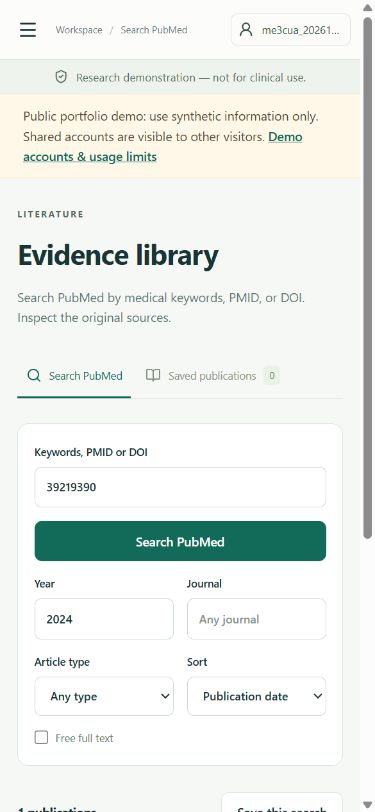 Workspace / Search PubMed
me3cua_20261...
Research demonstration — not for clinical use.
Public portfolio demo: use synthetic information only.
Shared accounts are visible to other visitors. Demo
accounts & usage limits
LITERATURE
Evidence library
Search PubMed by medical keywords, PMID, or DOI.
Inspect the original sources.
Search PubMed
Saved publications 0
Keywords, PMID or DOI
39219390
Search PubMed
Year
Journal
2024
Any journal
Article type
Sort
Any type
Publication date
Free full text
1 publications
Save this search